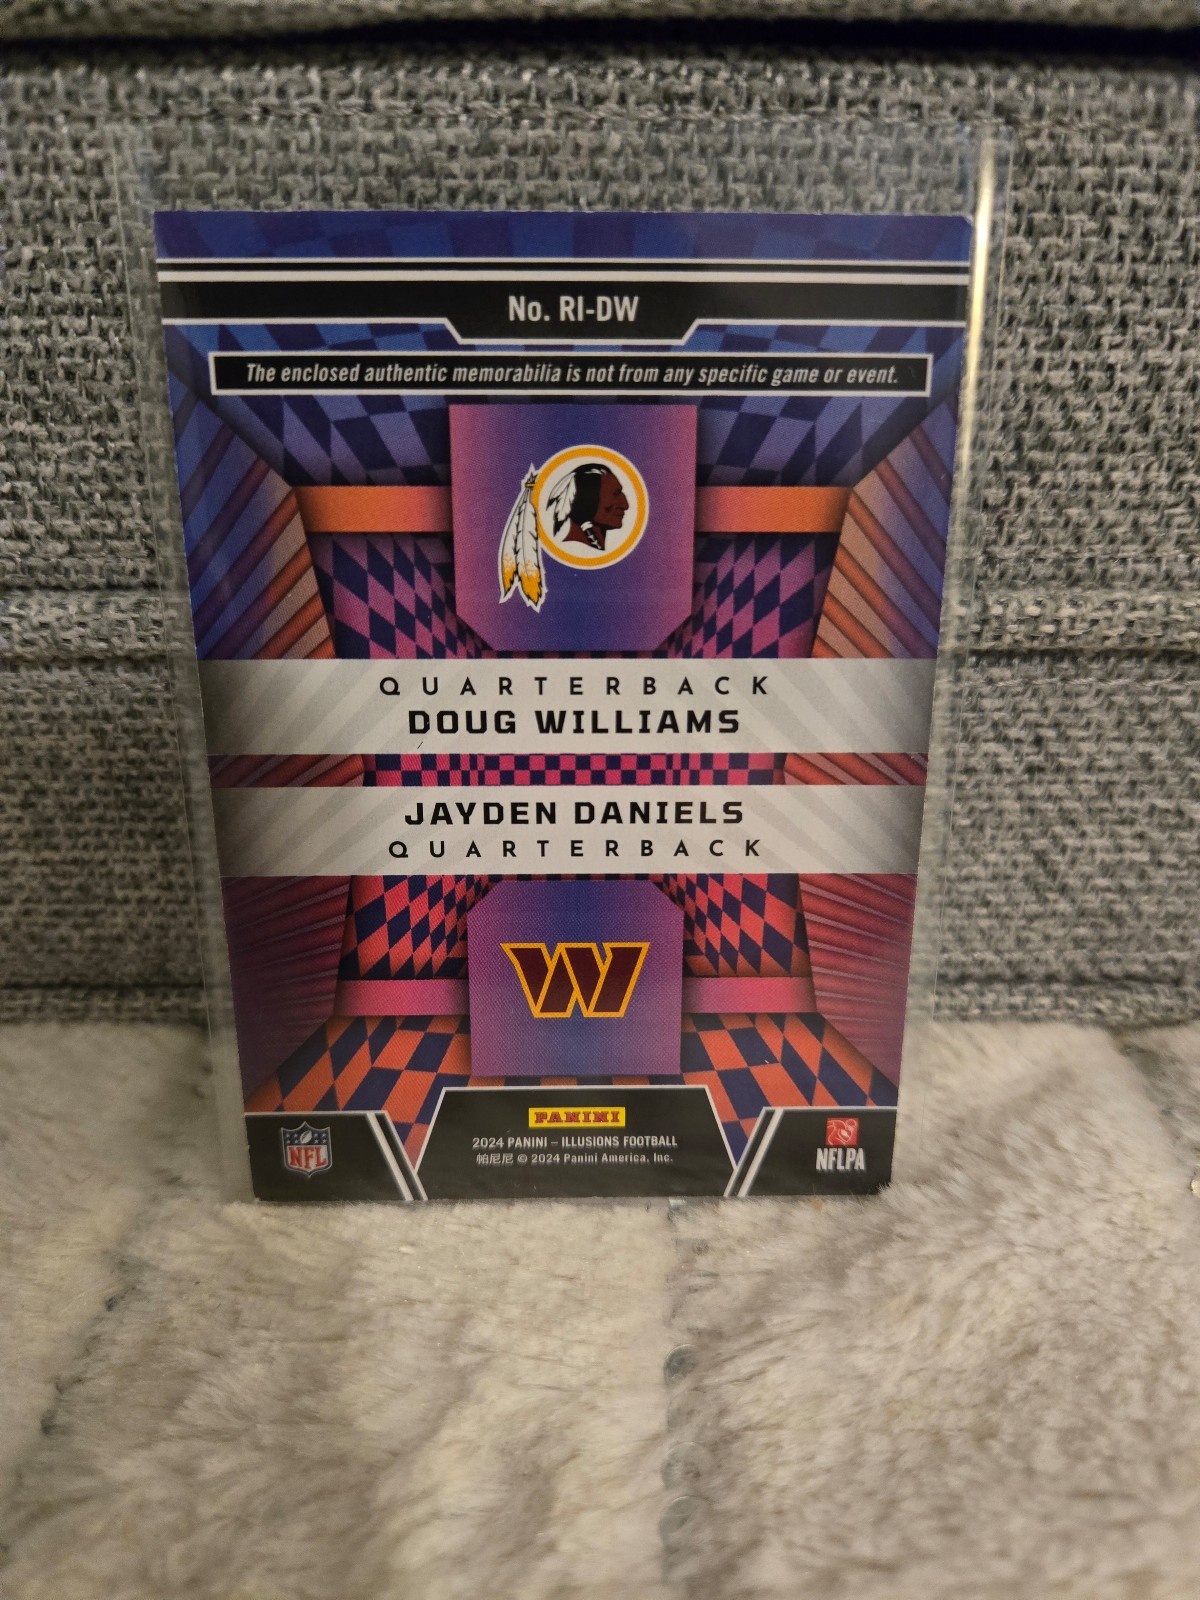 No. RI-DW
The enclosed authentic memorabilia is not from any specific game or event.
QUARTERBACK
DOUG WILLIAMS
JAYDEN DANIELS
QUARTERBACK
W
PANINI
2024 PANINI – ILLUSIONS FOOTBALL
帕尼尼 © 2024 Panini America, Inc.
NFL
NFLPA